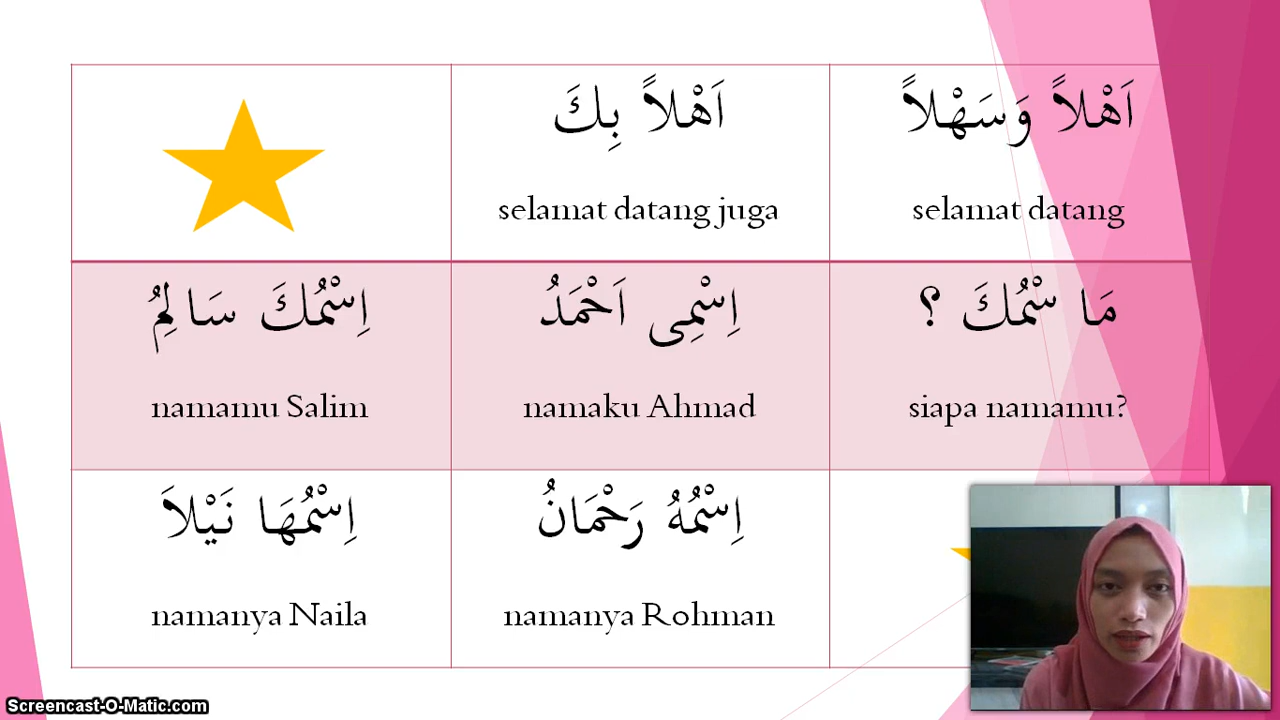 اَهْلاً وَسَهْلاً
selamat datang
اَهْلاً بِكَ
selamat datang juga
مَا سْمُكَ ؟
siapa namamu?
اِسْمِى اَحْمَدُ
namaku Ahmad
اِسْمُكَ سَالِمُ
namamu Salim
اِسْمُهُ رَحْمَانُ
namanya Rohman
اِسْمُهَا نَيْلاَ
namanya Naila
Screencast-O-Matic.com